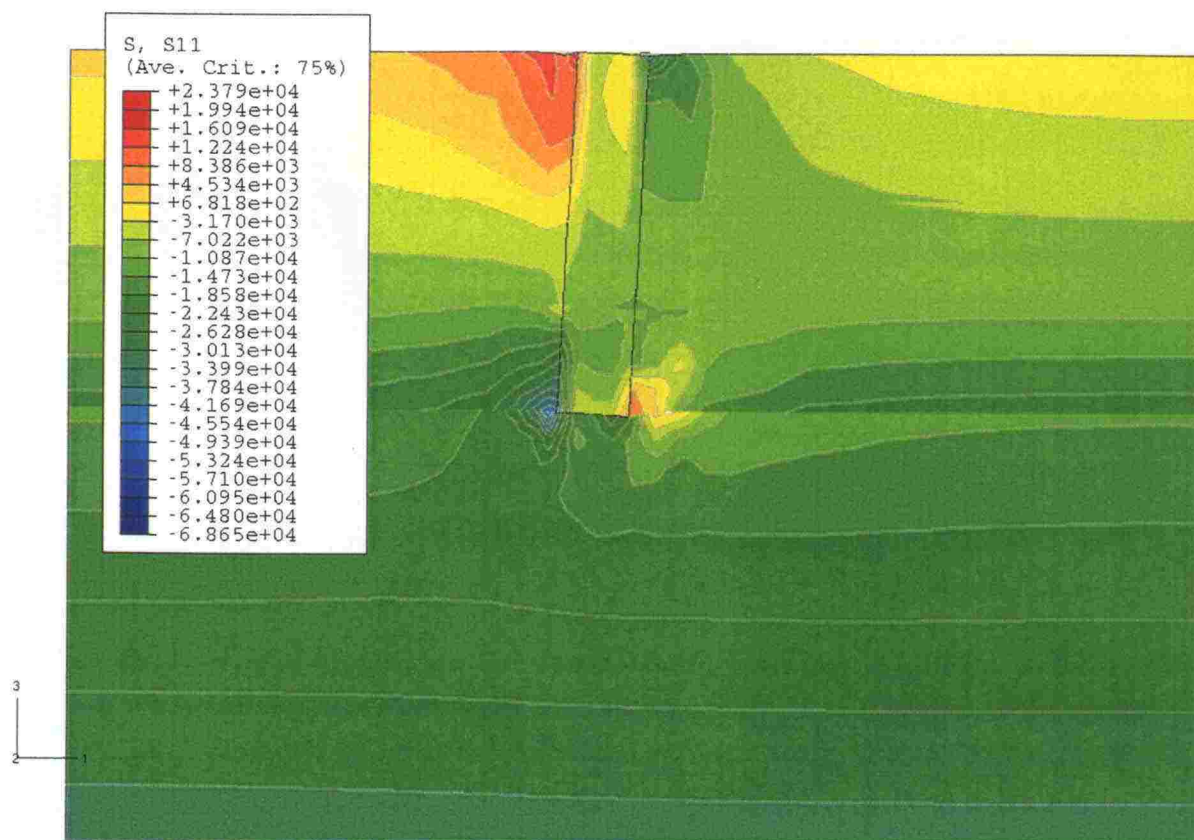 S, S11
(Ave. Crit.: 75%)
+2.379e+04
+1.994e+04
+1.609e+04
+1.224e+04
+8.386e+03
+4.534e+03
+6.818e+02
-3.170e+03
-7.022e+03
-1.087e+04
-1.473e+04
-1.858e+04
-2.243e+04
-2.628e+04
-3.013e+04
-3.399e+04
-3.784e+04
-4.169e+04
-4.554e+04
-4.939e+04
-5.324e+04
-5.710e+04
-6.095e+04
-6.480e+04
-6.865e+04
3
2
1